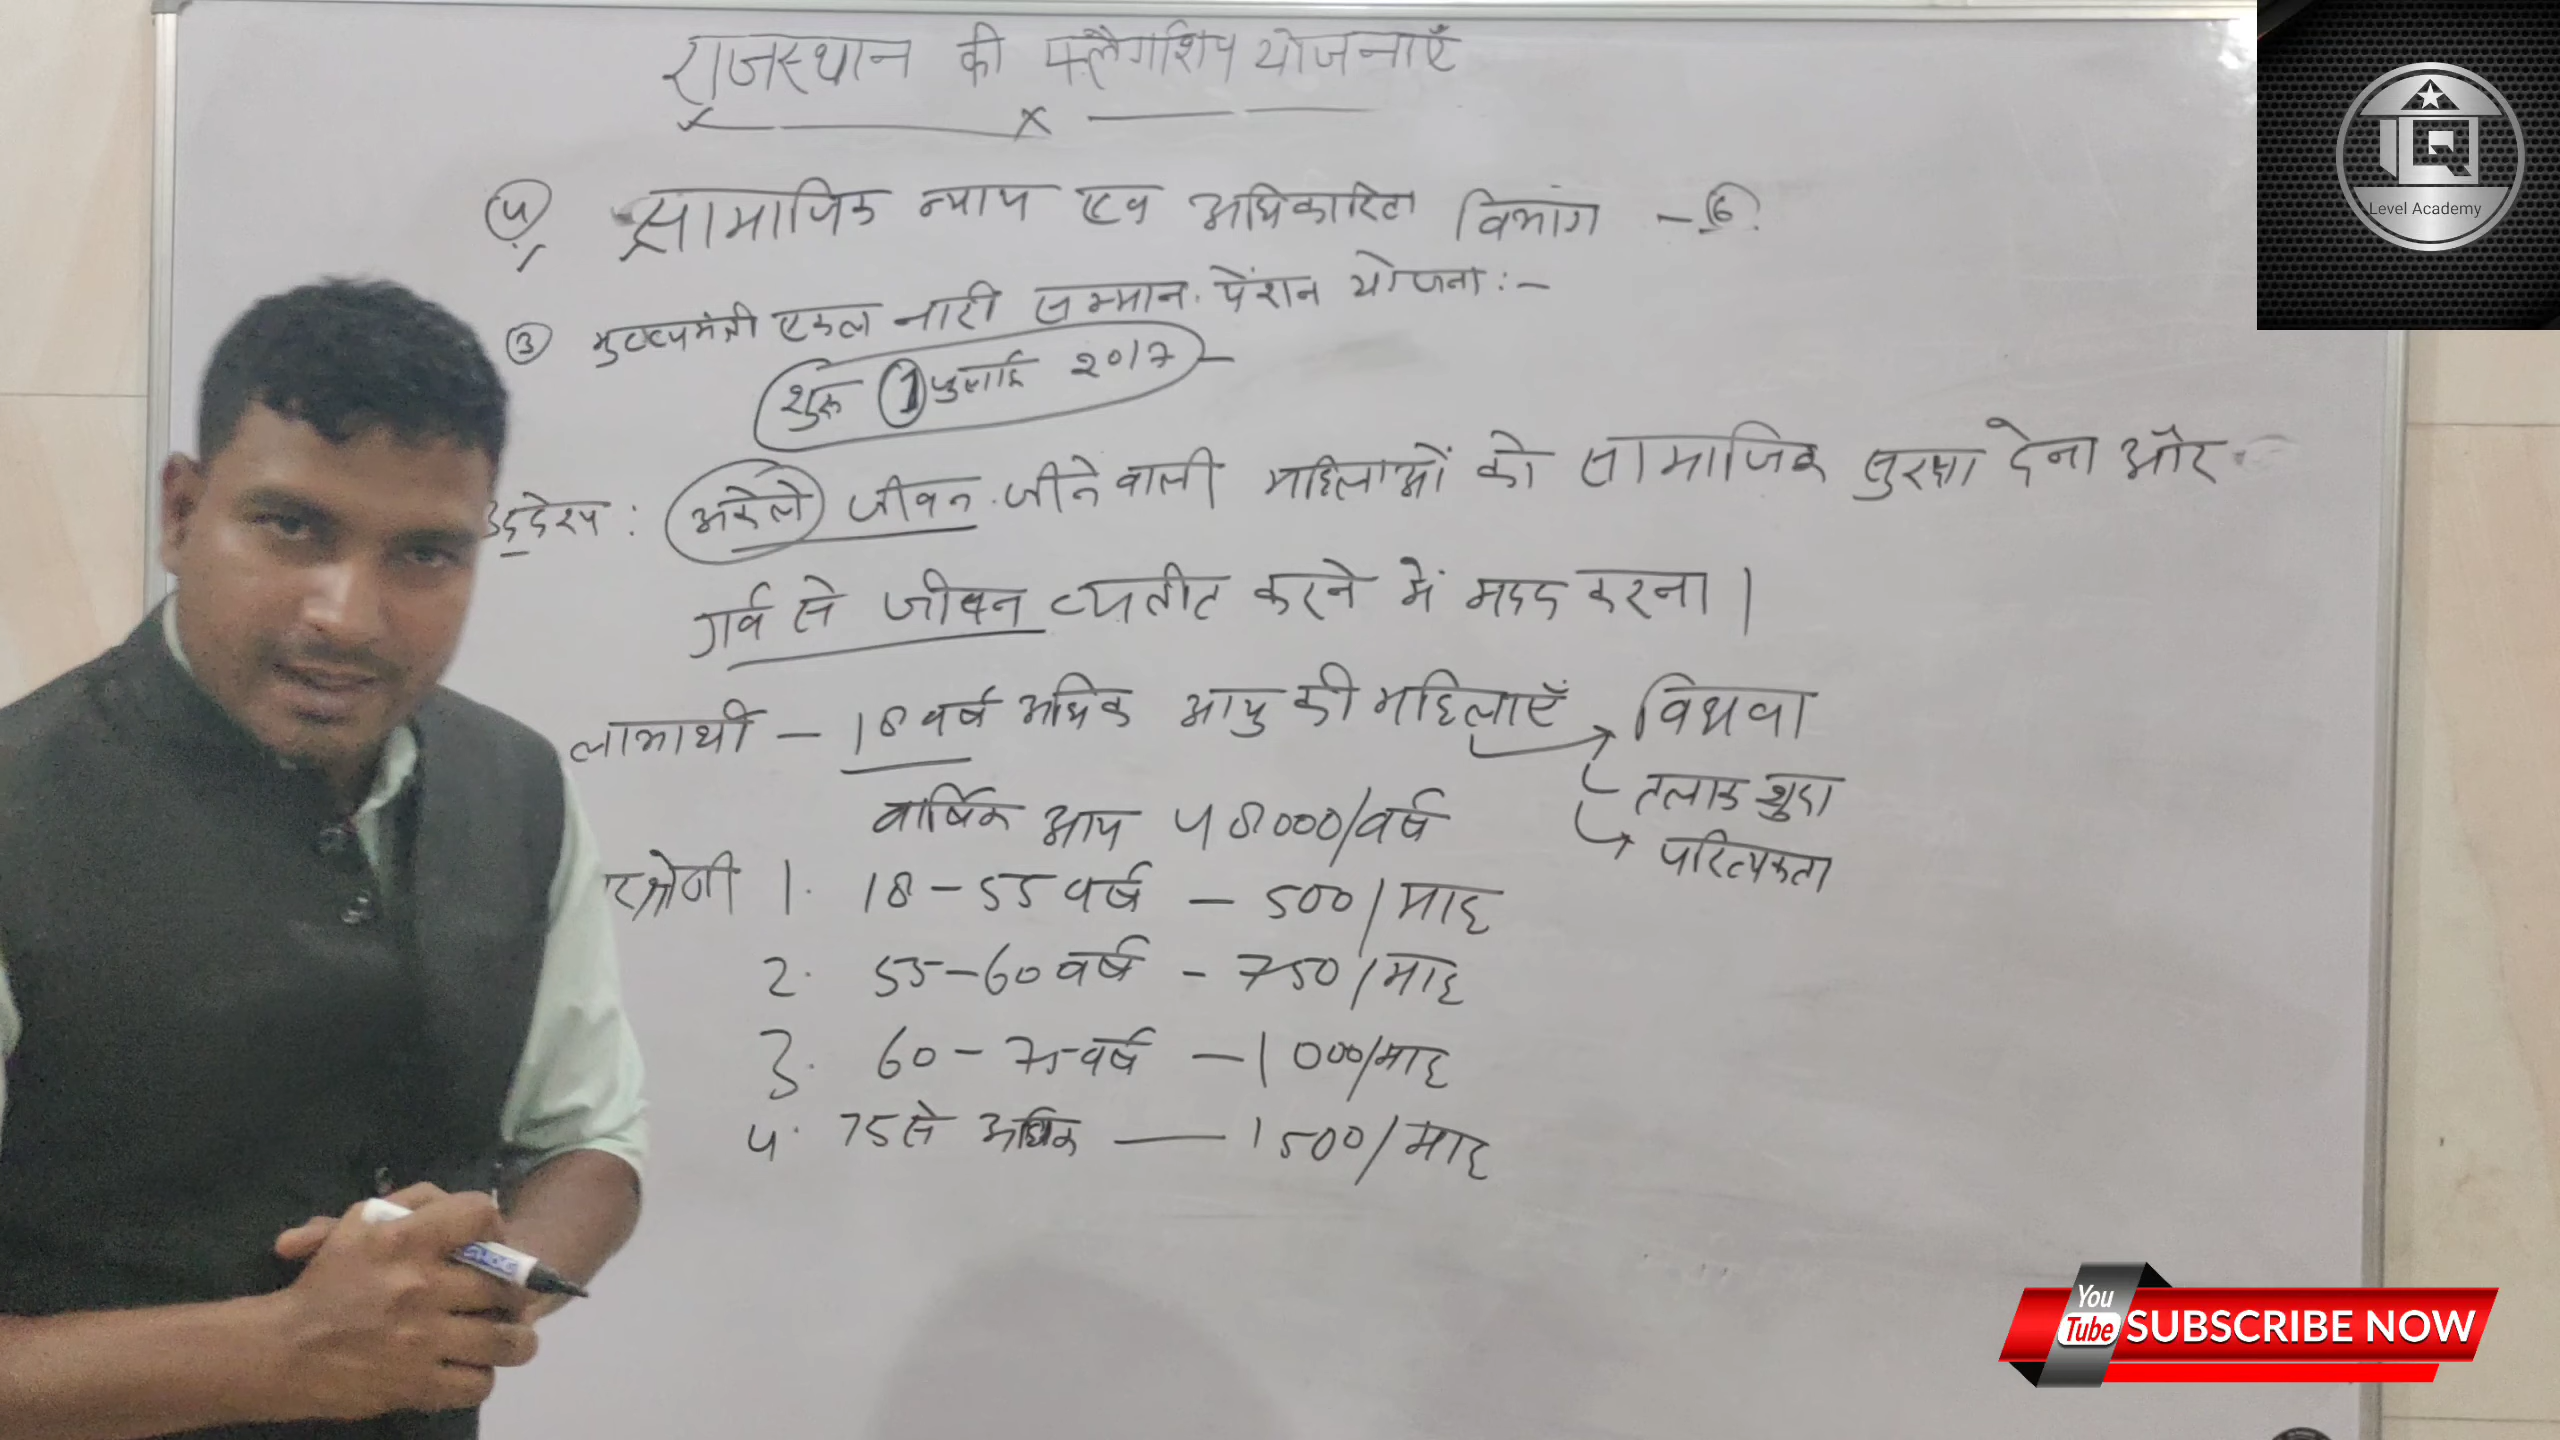 राजस्थान की फ्लैगशिप योजनाएँ
④ सामाजिक न्याय एव अधिकारिता विभाग - ⑥
③ मुख्यमंत्री एकल नारी सम्मान पेंशन योजना :-
शुरू 1 जुलाई 2017
उद्देश्य : अकेले जीवन जीने वाली महिलाओं को सामाजिक सुरक्षा देना और
गर्व से जीवन व्यतीत करने में मदद करना।
लाभार्थी - 18 वर्ष अधिक आयु की महिलाएँ → विधवा
तलाकशुदा
परित्यक्ता
वार्षिक आय 48000/वर्ष
श्रेणी 1. 18-55 वर्ष - 500/माह
2. 55-60 वर्ष - 750/माह
3. 60-75 वर्ष - 1000/माह
4. 75 से अधिक - 1500/माह
IQ
Level Academy
You
Tube SUBSCRIBE NOW